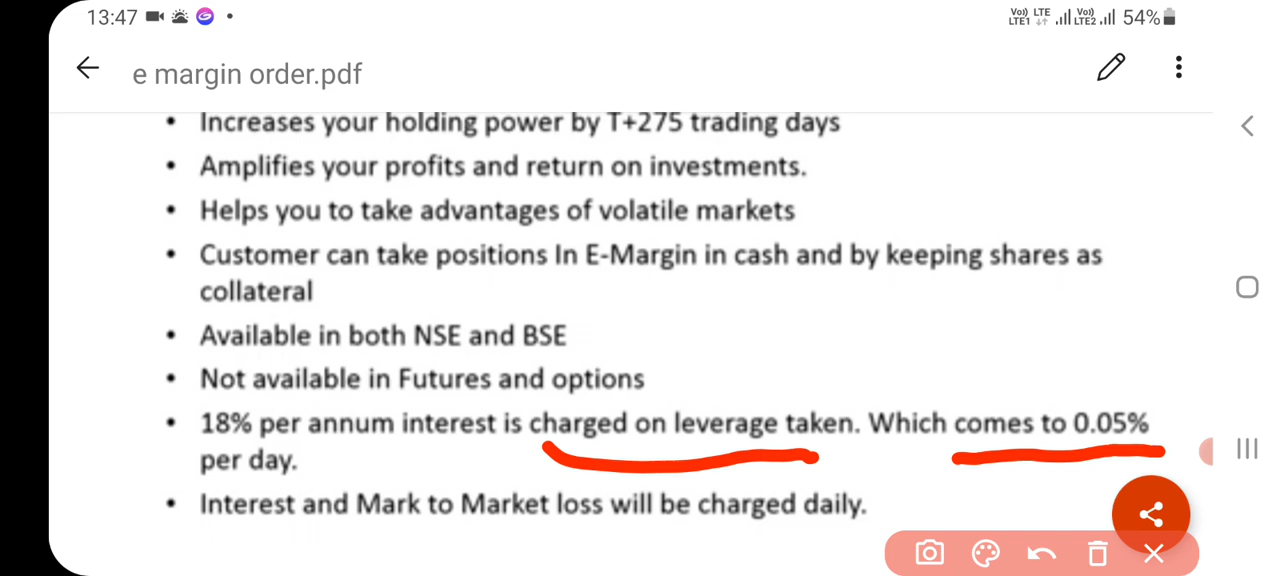 13:47
Vo) LTE LTE1 Vo) LTE2 54%
e margin order.pdf
• Increases your holding power by T+275 trading days
• Amplifies your profits and return on investments.
• Helps you to take advantages of volatile markets
• Customer can take positions In E-Margin in cash and by keeping shares as
collateral
• Available in both NSE and BSE
• Not available in Futures and options
• 18% per annum interest is charged on leverage taken. Which comes to 0.05%
per day.
• Interest and Mark to Market loss will be charged daily.